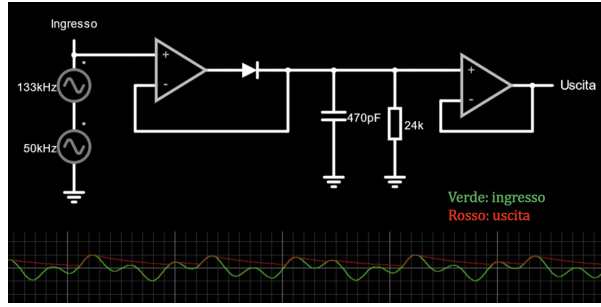 Ingresso
133kHz
50kHz
470pF
24k
Uscita
Verde: ingresso
Rosso: uscita